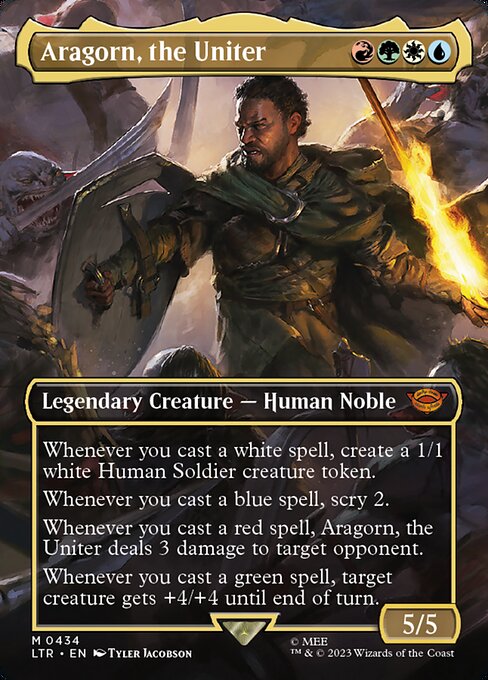 Aragorn, the Uniter
Legendary Creature — Human Noble
Whenever you cast a white spell, create a 1/1
white Human Soldier creature token.
Whenever you cast a blue spell, scry 2.
Whenever you cast a red spell, Aragorn, the
Uniter deals 3 damage to target opponent.
Whenever you cast a green spell, target
creature gets +4/+4 until end of turn.
5/5
M 0434
LTR • EN Tyler Jacobson
© MEE
™ & © 2023 Wizards of the Coast